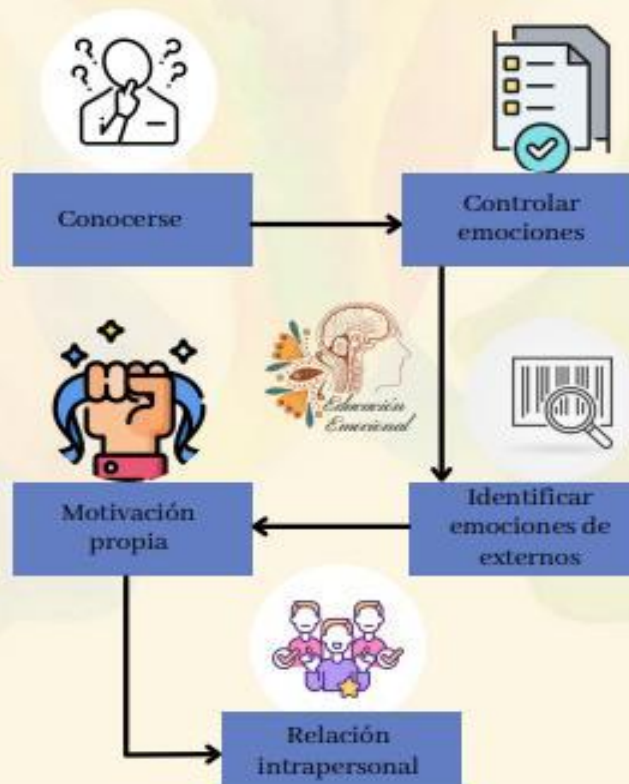 Conocerse
Controlar
emociones
Educación
Emocional
Motivación
propia
Identificar
emociones de
externos
Relación
intrapersonal